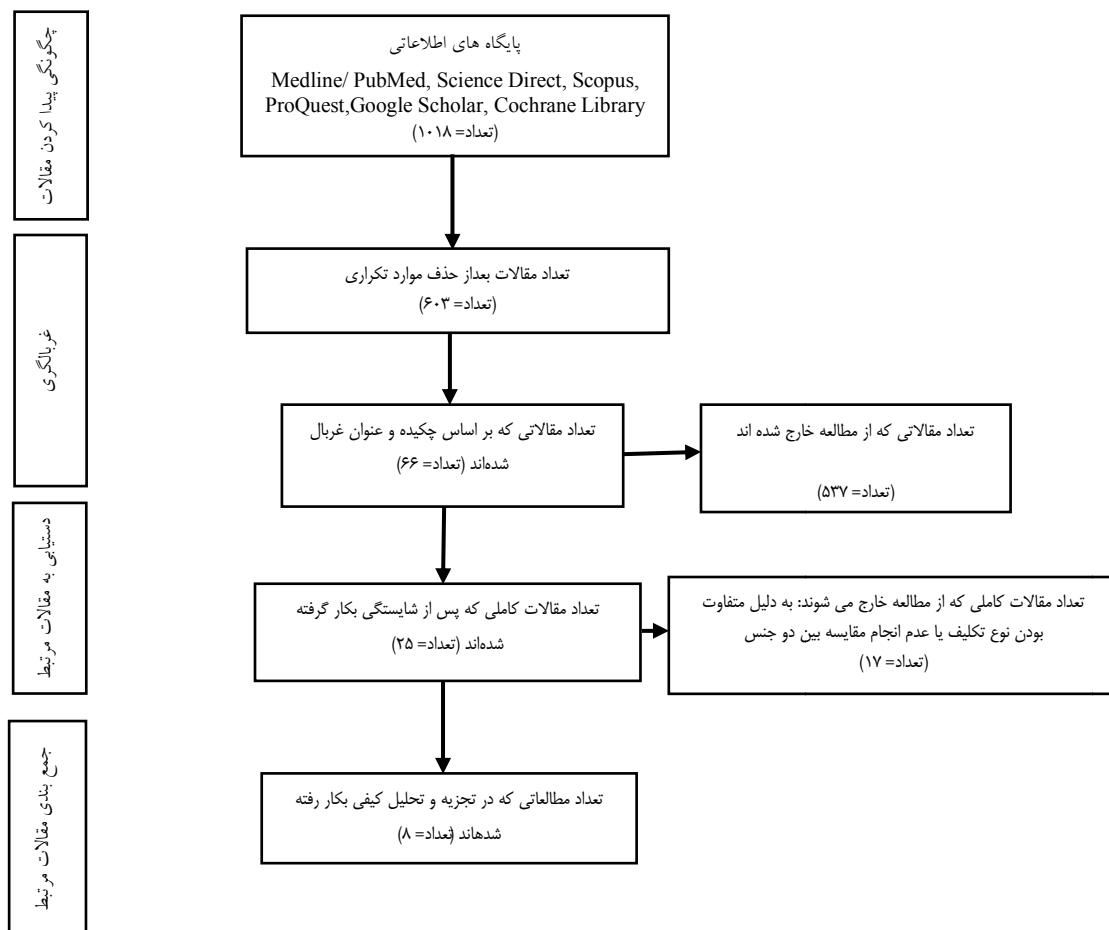 چگونگی پیدا کردن مقالات
پایگاه های اطلاعاتی
Medline/ PubMed, Science Direct, Scopus,
ProQuest,Google Scholar, Cochrane Library
(تعداد= ۱۰۱۸)
غربالگری
تعداد مقالات بعداز حذف موارد تکراری
(تعداد= ۶۰۳)
تعداد مقالاتی که بر اساس چکیده و عنوان غربال
شده‌اند (تعداد= ۶۶)
تعداد مقالاتی که از مطالعه خارج شده اند
(تعداد= ۵۳۷)
دستیابی به مقالات مرتبط
تعداد مقالات کاملی که پس از شایستگی بکار گرفته
شده‌اند (تعداد= ۲۵)
تعداد مقالات کاملی که از مطالعه خارج می شوند: به دلیل متفاوت
بودن نوع تکلیف یا عدم انجام مقایسه بین دو جنس
(تعداد= ۱۷)
جمع بندی مقالات مرتبط
تعداد مطالعاتی که در تجزیه و تحلیل کیفی بکار رفته
شدهاند (تعداد= ۸)